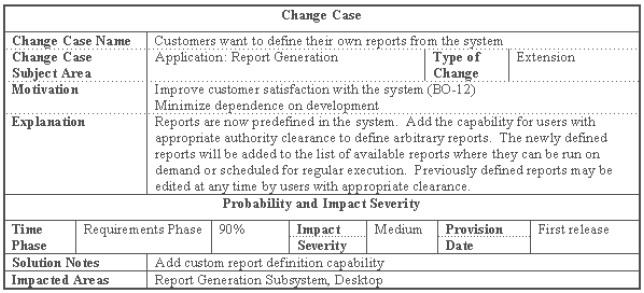 Change Case
Change Case Name Customers want to define their own reports from the system
Change Case Subject Area Application: Report Generation Type of Change Extension
Motivation Improve customer satisfaction with the system (BO-12)
Minimize dependence on development
Explanation Reports are now predefined in the system. Add the capability for users with
appropriate authority clearance to define arbitrary reports. The newly defined
reports will be added to the list of available reports where they can be run on
demand or scheduled for regular execution. Previously defined reports may be
edited at any time by users with appropriate clearance.
Probability and Impact Severity
Time Phase Requirements Phase 90% Impact Severity Medium Provision Date First release
Solution Notes Add custom report definition capability
Impacted Areas Report Generation Subsystem, Desktop